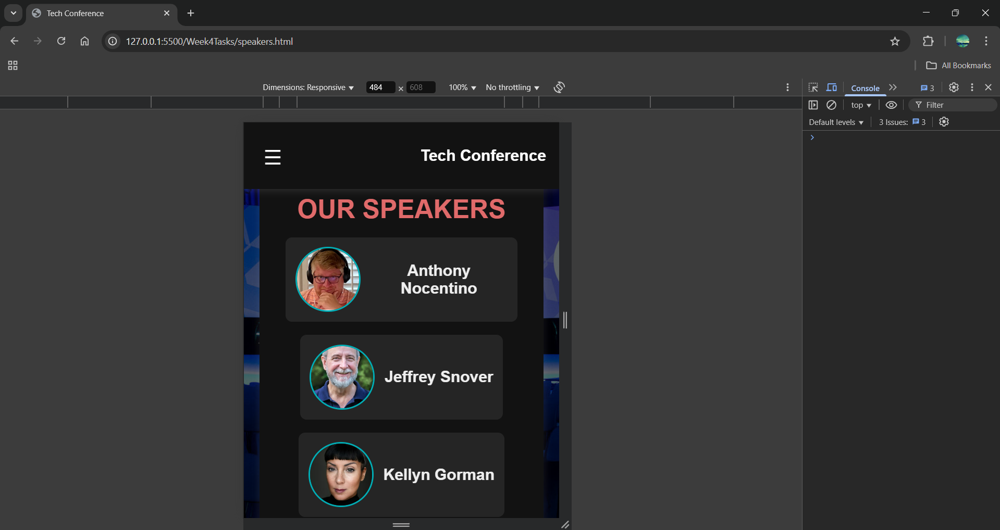 Tech Conference
127.0.0.1:5500/Week4Tasks/speakers.html
All Bookmarks
Dimensions: Responsive 484 × 608 100% No throttling
Console 3
top Filter
Default levels 3 Issues: 3
Tech Conference
OUR SPEAKERS
Anthony
Nocentino
Jeffrey Snover
Kellyn Gorman